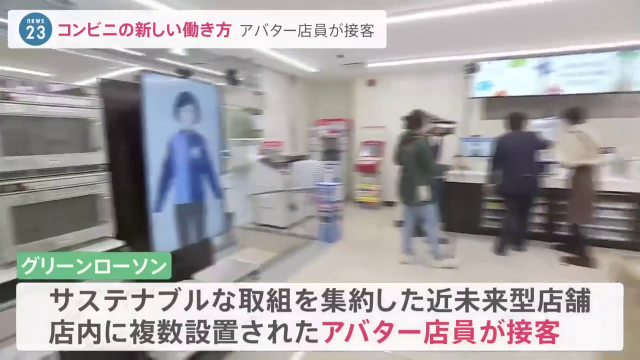 news
23
コンビニの新しい働き方 アバター店員が接客
グリーンローソン
サステナブルな取組を集約した近未来型店舗
店内に複数設置されたアバター店員が接客